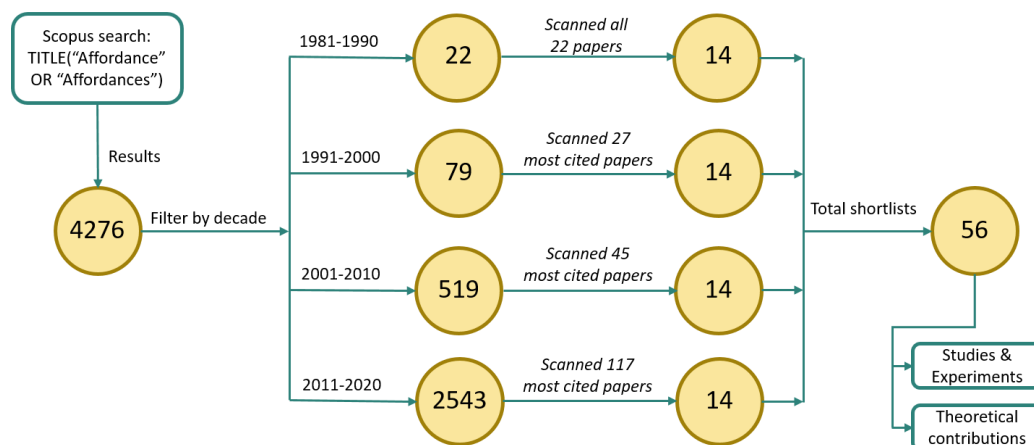 Scopus search:
TITLE("Affordance"
OR "Affordances")
Results
4276
Filter by decade
1981-1990
22
Scanned all
22 papers
14
1991-2000
79
Scanned 27
most cited papers
14
2001-2010
519
Scanned 45
most cited papers
14
2011-2020
2543
Scanned 117
most cited papers
14
Total shortlists
56
Studies &
Experiments
Theoretical
contributions